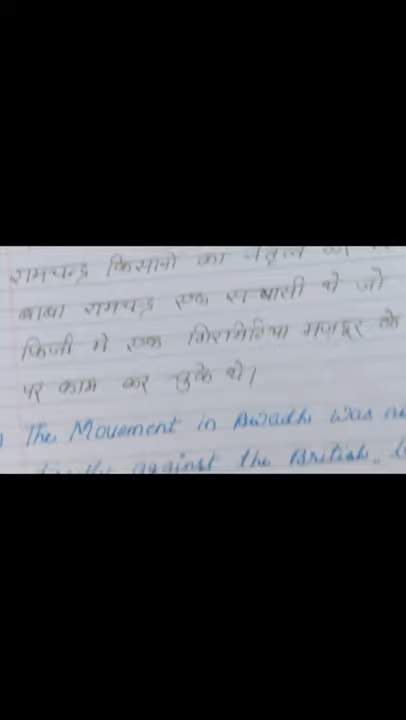 रामचन्द्र किसानो का नेतृत्व
बाबा रामचन्द्र एक सन्यासी थे जो
फिजी मे एक गिरमिटिया मजदूर के
पर काम कर चुके थे।
The Movement in Awadh was
against the British.